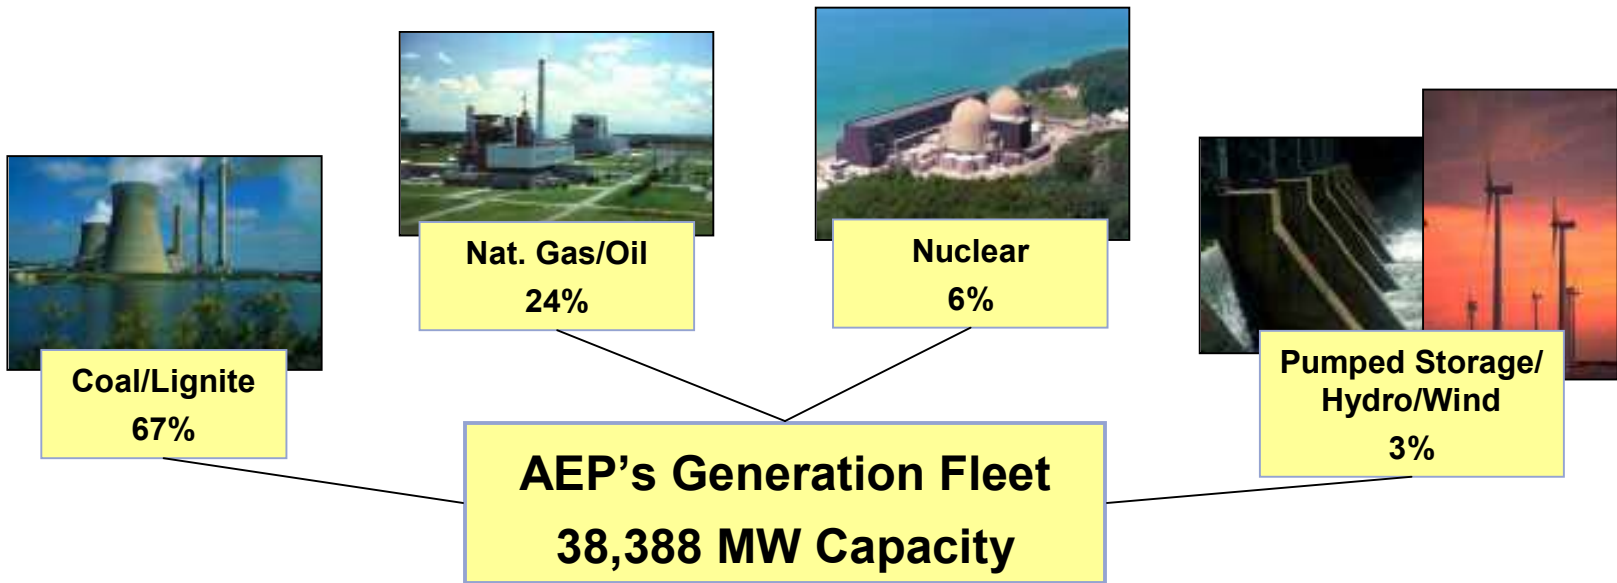 Coal/Lignite
67%
Nat. Gas/Oil
24%
Nuclear
6%
Pumped Storage/
Hydro/Wind
3%
AEP’s Generation Fleet
38,388 MW Capacity